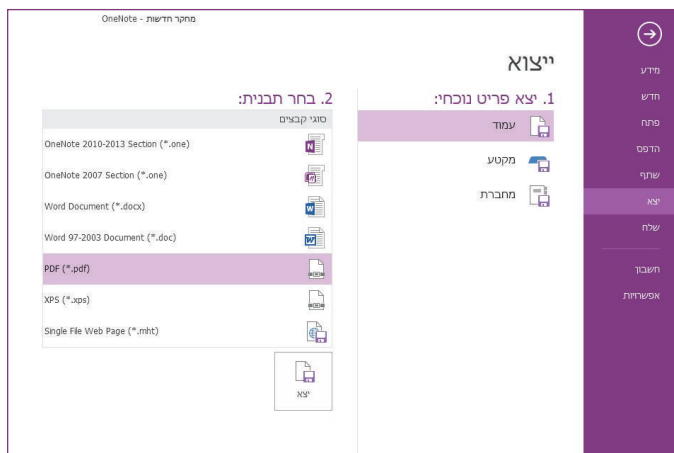 מחקר חדשות - OneNote
מידע
חדש
פתח
הדפס
שתף
יצא
שלח
חשבון
אפשרויות
ייצוא
1. יצא פריט נוכחי:
עמוד
מקטע
מחברת
2. בחר תבנית:
סוגי קבצים
OneNote 2010-2013 Section (*.one)
OneNote 2007 Section (*.one)
Word Document (*.docx)
Word 97-2003 Document (*.doc)
PDF (*.pdf)
XPS (*.xps)
Single File Web Page (*.mht)
יצא